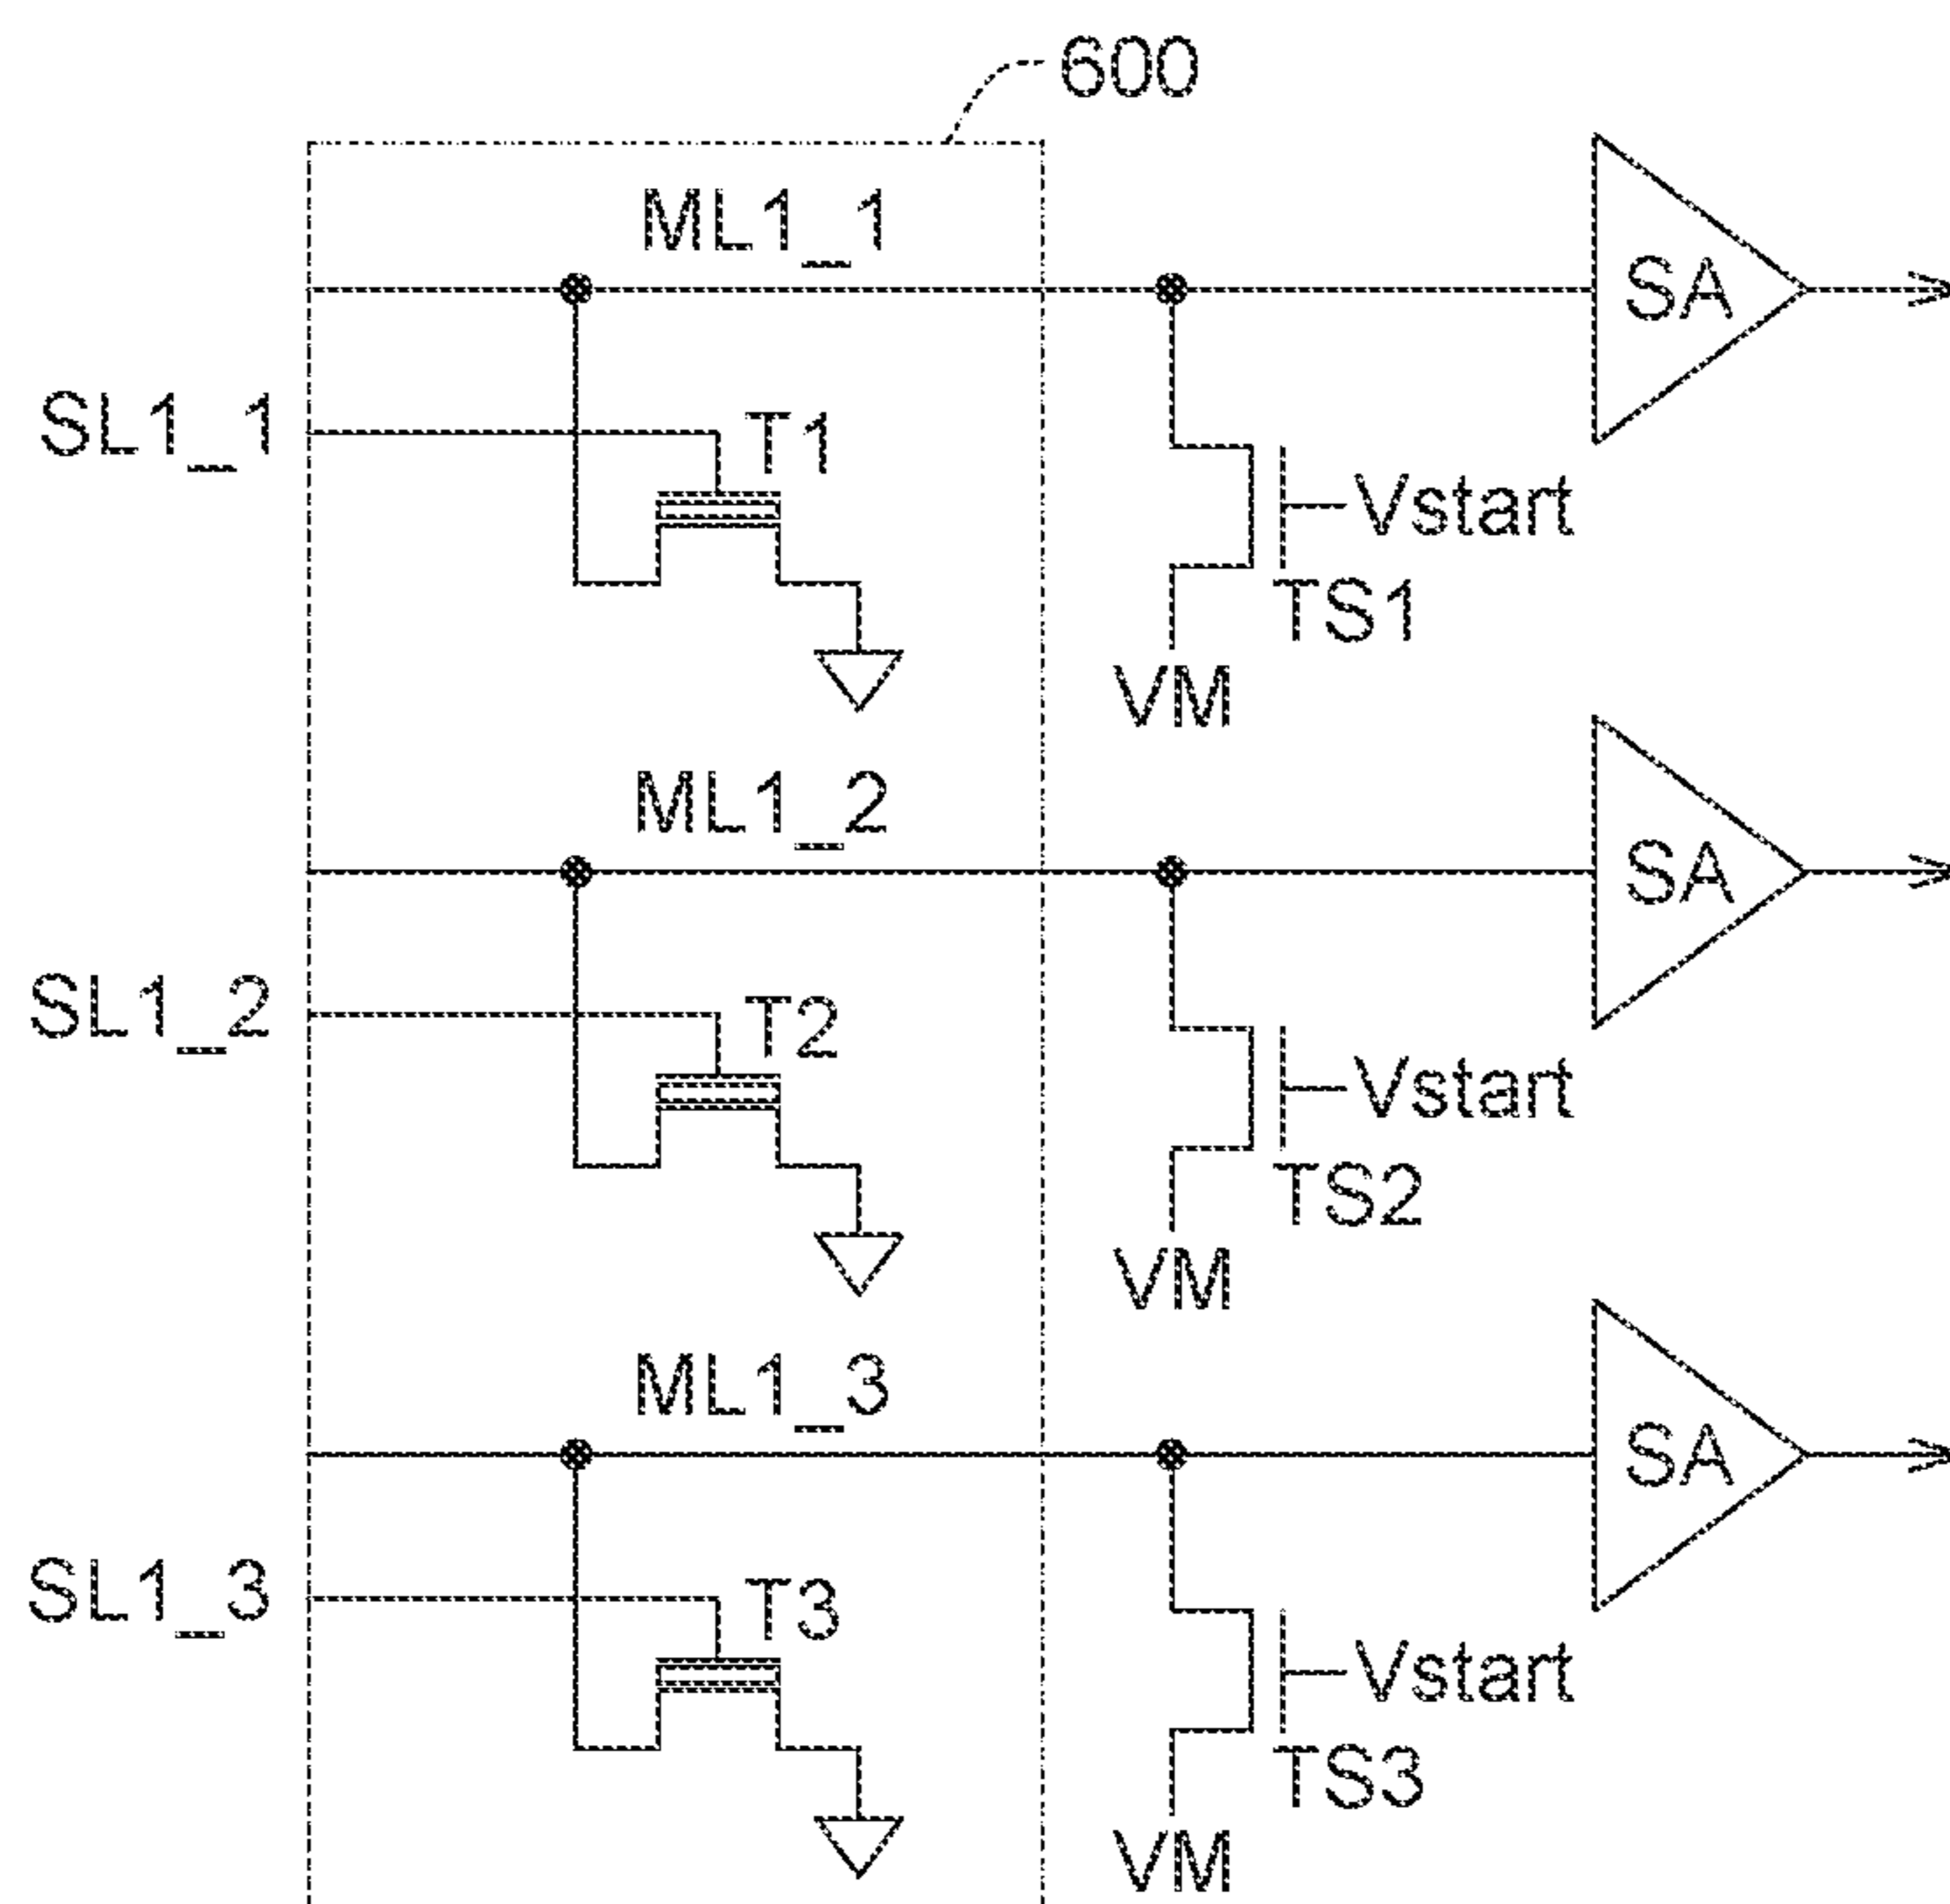 600
ML1_1
SA
SL1_1
T1
Vstart
TS1
VM
ML1_2
SA
SL1_2
T2
Vstart
TS2
VM
ML1_3
SA
SL1_3
T3
Vstart
TS3
VM